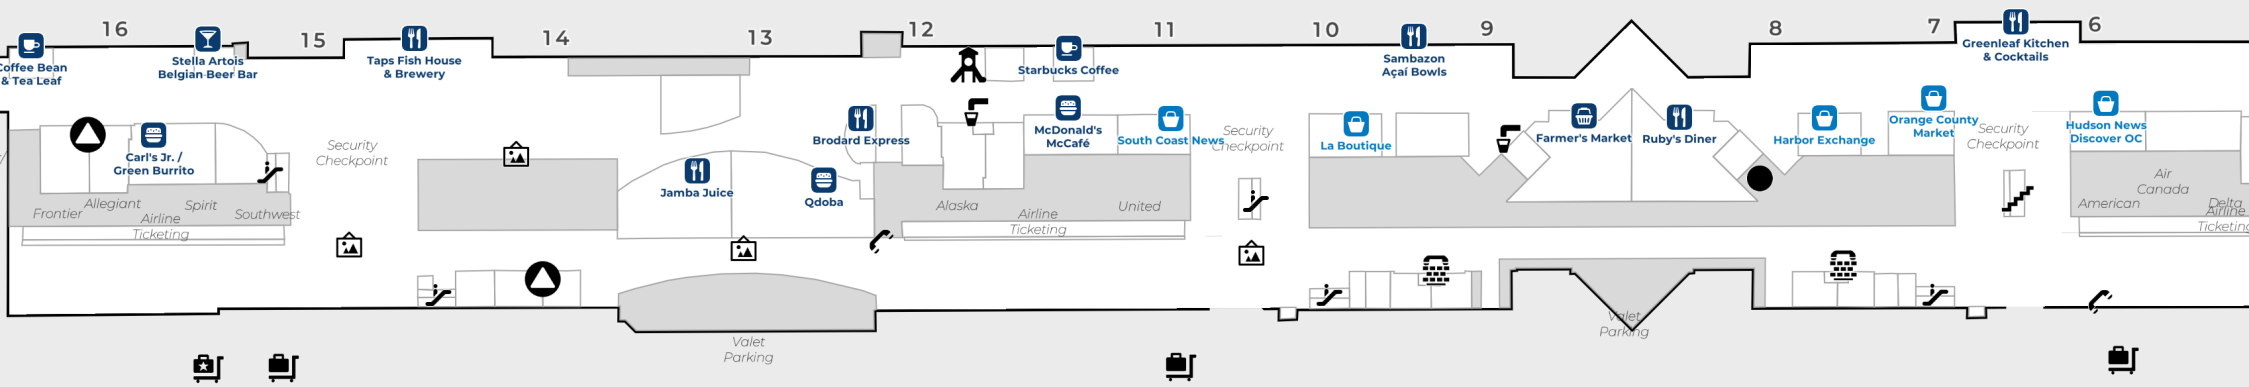 16
15
14
13
12
11
10
9
8
7
6
Coffee Bean
& Tea Leaf
Stella Artois
Belgian Beer Bar
Taps Fish House
& Brewery
Starbucks Coffee
Sambazon
Açaí Bowls
Greenleaf Kitchen
& Cocktails
Carl's Jr. /
Green Burrito
Security
Checkpoint
Jamba Juice
Qdoba
Brodard Express
McDonald's
McCafé
South Coast News
Security
Checkpoint
La Boutique
Farmer's Market
Ruby's Diner
Harbor Exchange
Orange County
Market
Security
Checkpoint
Hudson News
Discover OC
Frontier
Allegiant
Spirit
Southwest
Airline
Ticketing
Alaska
United
Airline
Ticketing
Air
Canada
American
Delta
Airline
Ticketing
Valet
Parking
Valet
Parking